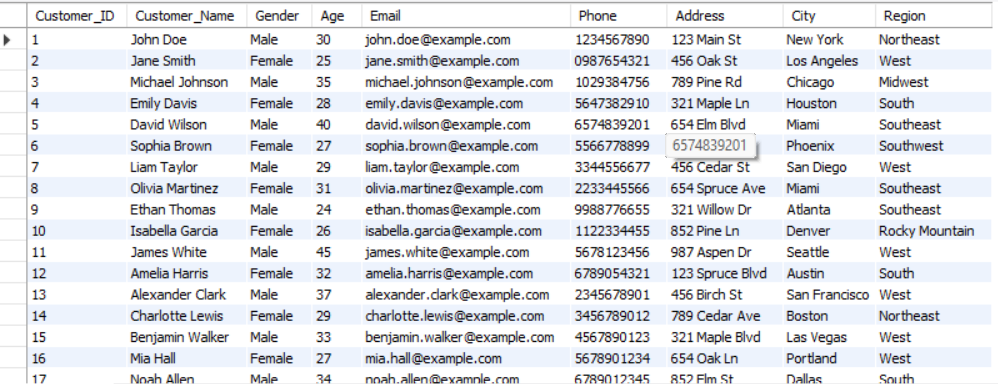 Customer_ID Customer_Name Gender Age Email Phone Address City Region
1 John Doe Male 30 john.doe@example.com 1234567890 123 Main St New York Northeast
2 Jane Smith Female 25 jane.smith@example.com 0987654321 456 Oak St Los Angeles West
3 Michael Johnson Male 35 michael.johnson@example.com 1029384756 789 Pine Rd Chicago Midwest
4 Emily Davis Female 28 emily.davis@example.com 5647382910 321 Maple Ln Houston South
5 David Wilson Male 40 david.wilson@example.com 6574839201 654 Elm Blvd Miami Southeast
6 Sophia Brown Female 27 sophia.brown@example.com 5566778899 6574839201 Phoenix Southwest
7 Liam Taylor Male 29 liam.taylor@example.com 3344556677 456 Cedar St San Diego West
8 Olivia Martinez Female 31 olivia.martinez@example.com 2233445566 654 Spruce Ave Miami Southeast
9 Ethan Thomas Male 24 ethan.thomas@example.com 9988776655 321 Willow Dr Atlanta Southeast
10 Isabella Garcia Female 26 isabella.garcia@example.com 1122334455 852 Pine Ln Denver Rocky Mountain
11 James White Male 45 james.white@example.com 5678123456 987 Aspen Dr Seattle West
12 Amelia Harris Female 32 amelia.harris@example.com 6789054321 123 Spruce Blvd Austin South
13 Alexander Clark Male 37 alexander.clark@example.com 2345678901 456 Birch St San Francisco West
14 Charlotte Lewis Female 29 charlotte.lewis@example.com 3456789012 789 Cedar Ave Boston Northeast
15 Benjamin Walker Male 33 benjamin.walker@example.com 4567890123 321 Maple Blvd Las Vegas West
16 Mia Hall Female 27 mia.hall@example.com 5678901234 654 Oak Ln Portland West
17 Noah Allen Male 34 noah.allen@example.com 6789012345 852 Elm St Dallas South